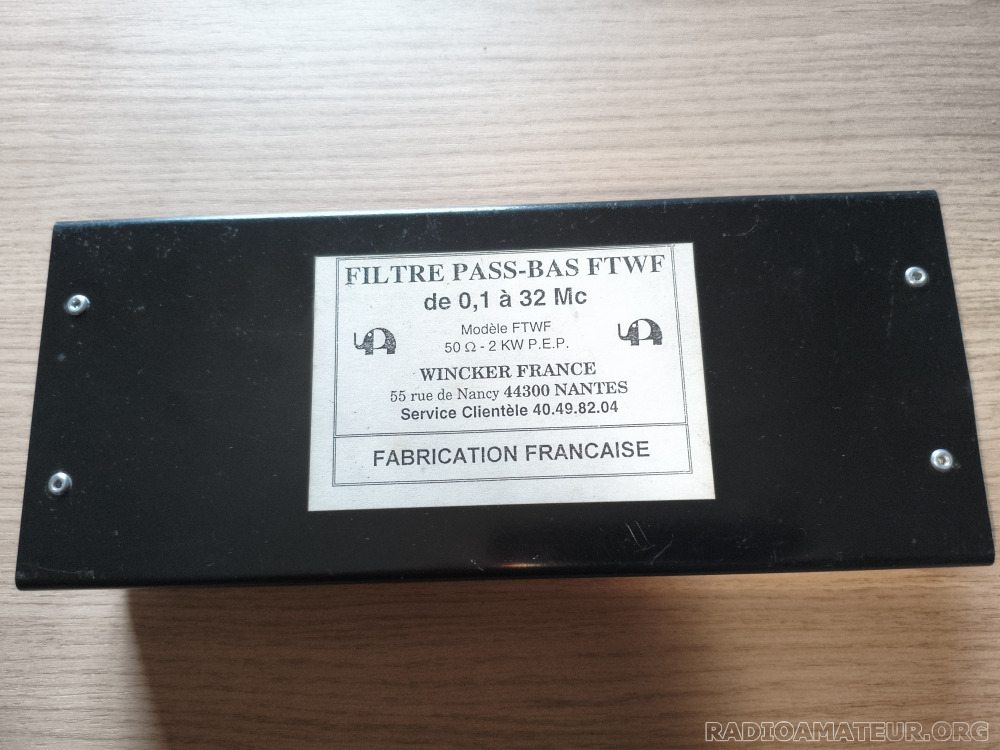 FILTRE PASS-BAS FTWF
de 0,1 à 32 Mc
Modèle FTWF
50 Ω - 2 KW P.E.P.
WINCKER FRANCE
55 rue de Nancy 44300 NANTES
Service Clientèle 40.49.82.04
FABRICATION FRANCAISE
RADIOAMATEUR.ORG